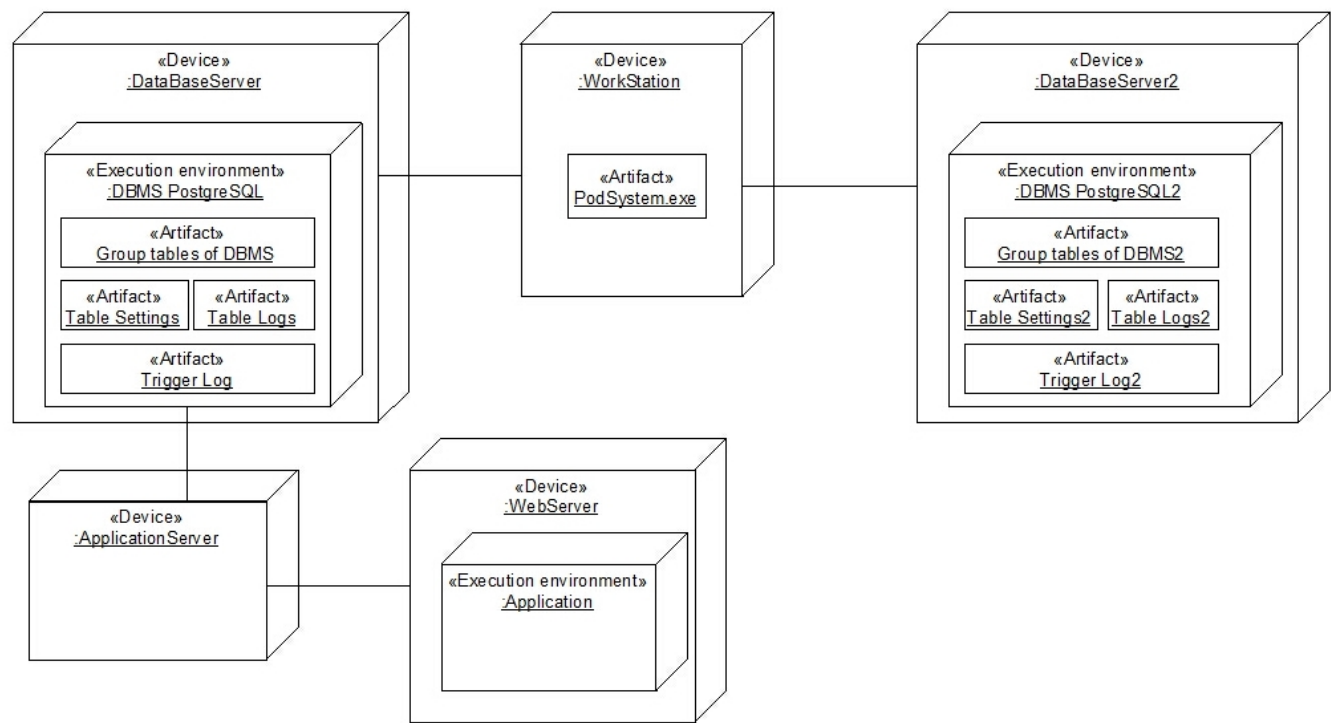 «Device»
:DataBaseServer
«Execution environment»
:DBMS PostgreSQL
«Artifact»
Group tables of DBMS
«Artifact»
Table Settings
«Artifact»
Table Logs
«Artifact»
Trigger Log
«Device»
:WorkStation
«Artifact»
PodSystem.exe
«Device»
:DataBaseServer2
«Execution environment»
:DBMS PostgreSQL2
«Artifact»
Group tables of DBMS2
«Artifact»
Table Settings2
«Artifact»
Table Logs2
«Artifact»
Trigger Log2
«Device»
:ApplicationServer
«Device»
:WebServer
«Execution environment»
:Application